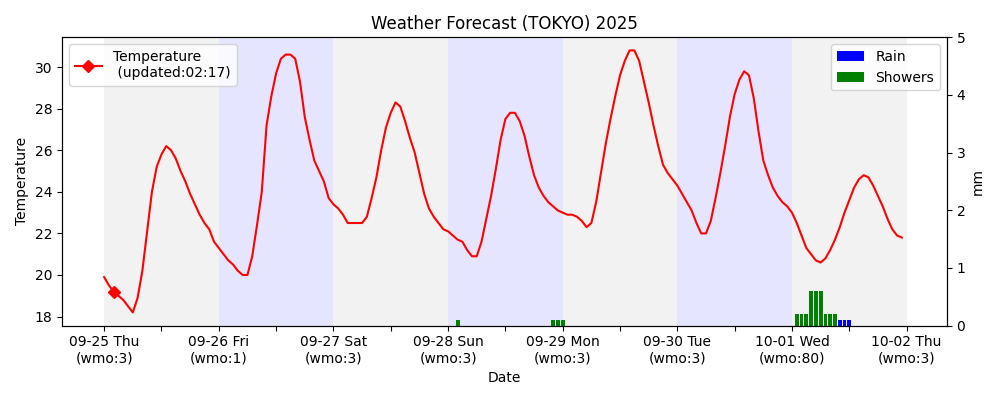 Weather Forecast (TOKYO) 2025
Temperature
(updated:02:17)
Rain
Showers
30
28
26
24
22
20
18
Temperature
5
4
3
2
1
0
mm
09-25 Thu 09-26 Fri 09-27 Sat 09-28 Sun 09-29 Mon 09-30 Tue 10-01 Wed 10-02 Thu
(wmo:3) (wmo:1) (wmo:3) (wmo:3) (wmo:3) (wmo:3) (wmo:80) (wmo:3)
Date